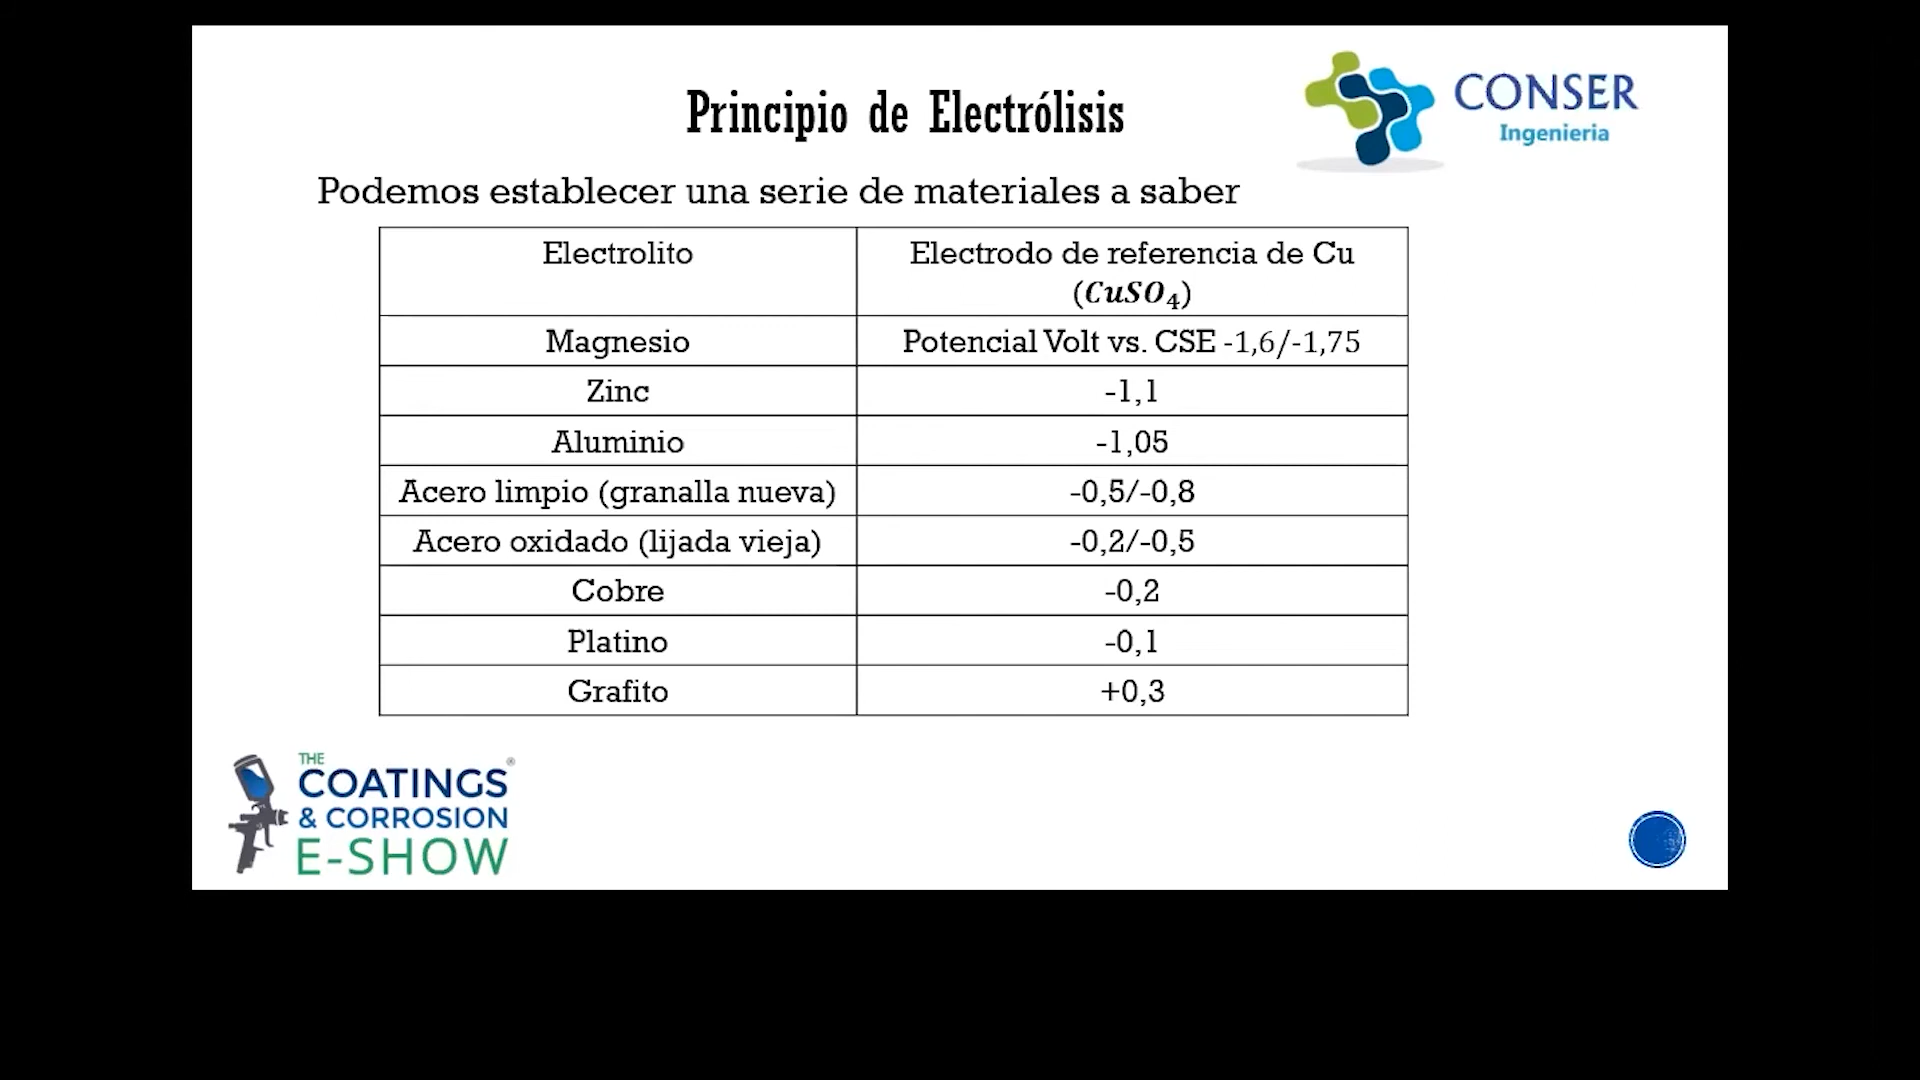 Principio de Electrólisis
CONSER
Ingenieria
Podemos establecer una serie de materiales a saber
Electrolito
Electrodo de referencia de Cu
(CuSO₄)
Magnesio
Potencial Volt vs. CSE -1,6/-1,75
Zinc
-1,1
Aluminio
-1,05
Acero limpio (granalla nueva)
-0,5/-0,8
Acero oxidado (lijada vieja)
-0,2/-0,5
Cobre
-0,2
Platino
-0,1
Grafito
+0,3
THE
COATINGS®
& CORROSION
E-SHOW